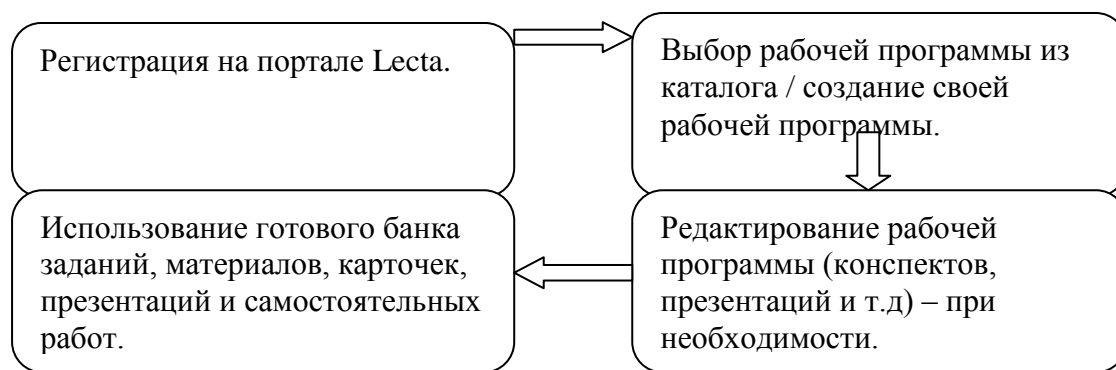 Регистрация на портале Lecta.
Выбор рабочей программы из
каталога / создание своей
рабочей программы.
Редактирование рабочей
программы (конспектов,
презентаций и т.д) – при
необходимости.
Использование готового банка
заданий, материалов, карточек,
презентаций и самостоятельных
работ.